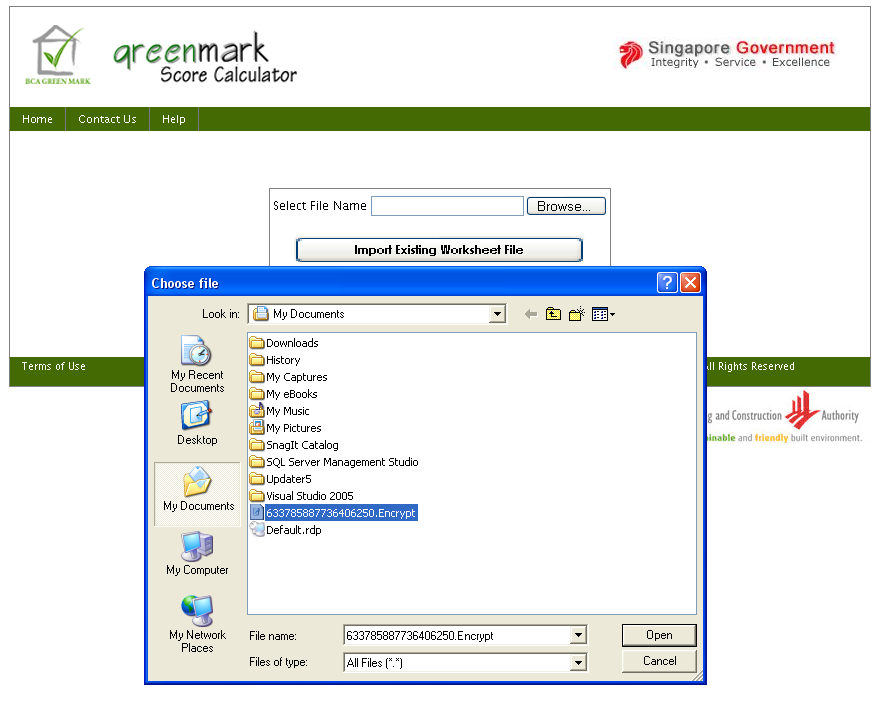 BCA GREEN MARK
greenmark
Score Calculator
Singapore Government
Integrity • Service • Excellence
Home
Contact Us
Help
Select File Name
Browse...
Import Existing Worksheet File
Choose file
Look in:
My Documents
My Recent
Documents
Desktop
My Documents
My Computer
My Network
Places
Downloads
History
My Captures
My eBooks
My Music
My Pictures
SnagIt Catalog
SQL Server Management Studio
Updater5
Visual Studio 2005
633785887736406250.Encrypt
Default.rdp
File name:
633785887736406250.Encrypt
Open
Files of type:
All Files (*.*)
Cancel
Terms of Use
All Rights Reserved
g and Construction Authority
inable and friendly built environment.